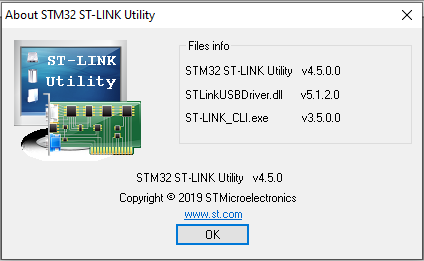 About STM32 ST-LINK Utility
ST-LINK
Utility
Files info
STM32 ST-LINK Utility v4.5.0.0
STLinkUSBDriver.dll v5.1.2.0
ST-LINK_CLI.exe v3.5.0.0
STM32 ST-LINK Utility v4.5.0
Copyright © 2019 STMicroelectronics
www.st.com
OK